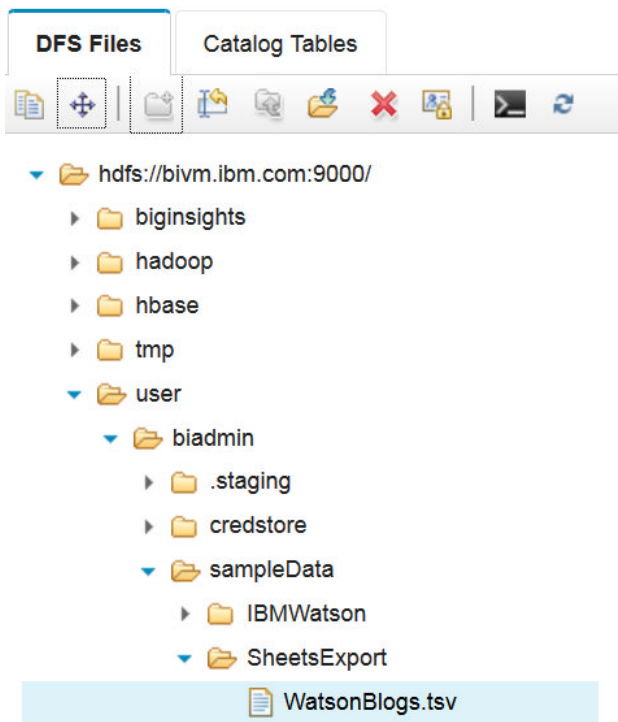 DFS Files Catalog Tables
hdfs://bivm.ibm.com:9000/
biginsights
hadoop
hbase
tmp
user
biadmin
.staging
credstore
sampleData
IBMWatson
SheetsExport
WatsonBlogs.tsv